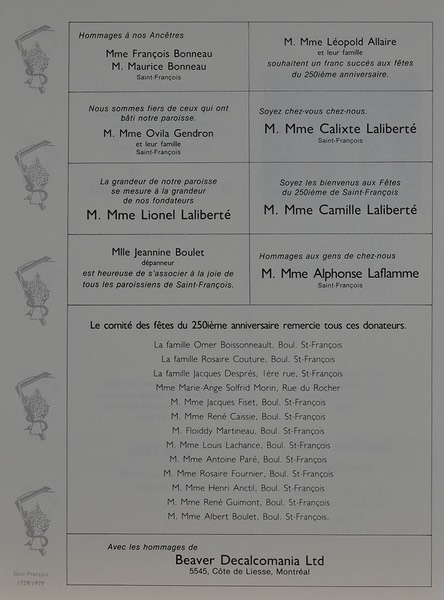 Hommages à nos Ancêtres
Mme François Bonneau
M. Maurice Bonneau
Saint-François
M. Mme Léopold Allaire
et leur famille
souhaitent un franc succès aux fêtes
du 250ième anniversaire.
Nous sommes fiers de ceux qui ont
bâti notre paroisse.
M. Mme Ovila Gendron
et leur famille
Saint-François
Soyez chez-vous chez-nous.
M. Mme Calixte Laliberté
Saint-François
La grandeur de notre paroisse
se mesure à la grandeur
de nos fondateurs
M. Mme Lionel Laliberté
Soyez les bienvenus aux Fêtes
du 250ième de Saint-François
M. Mme Camille Laliberté
Mlle Jeannine Boulet
dépanneur
est heureuse de s'associer à la joie de
tous les paroissiens de Saint-François.
Hommages aux gens de chez-nous
M. Mme Alphonse Laflamme
Saint-François
Le comité des fêtes du 250ième anniversaire remercie tous ces donateurs.
La famille Omer Boissonneault, Boul. St-François
La famille Rosaire Couture, Boul. St-François
La famille Jacques Després, 1ère rue, St-François
Mme Marie-Ange Solfrid Morin, Rue du Rocher
M. Mme Jacques Fiset, Boul. St-François
M. Mme René Caissie, Boul. St-François
M. Floiddy Martineau, Boul. St-François
M. Mme Louis Lachance, Boul. St-François
M. Mme Antoine Paré, Boul. St-François
M. Mme Rosaire Fournier, Boul. St-François
M. Mme Henri Anctil, Boul. St-François
M. Mme René Guimont, Boul. St-François
M. Mme Albert Boulet, Boul. St-François.
Avec les hommages de
Beaver Decalcomania Ltd
5545, Côte de Liesse, Montréal
Saint-François
1729/1979